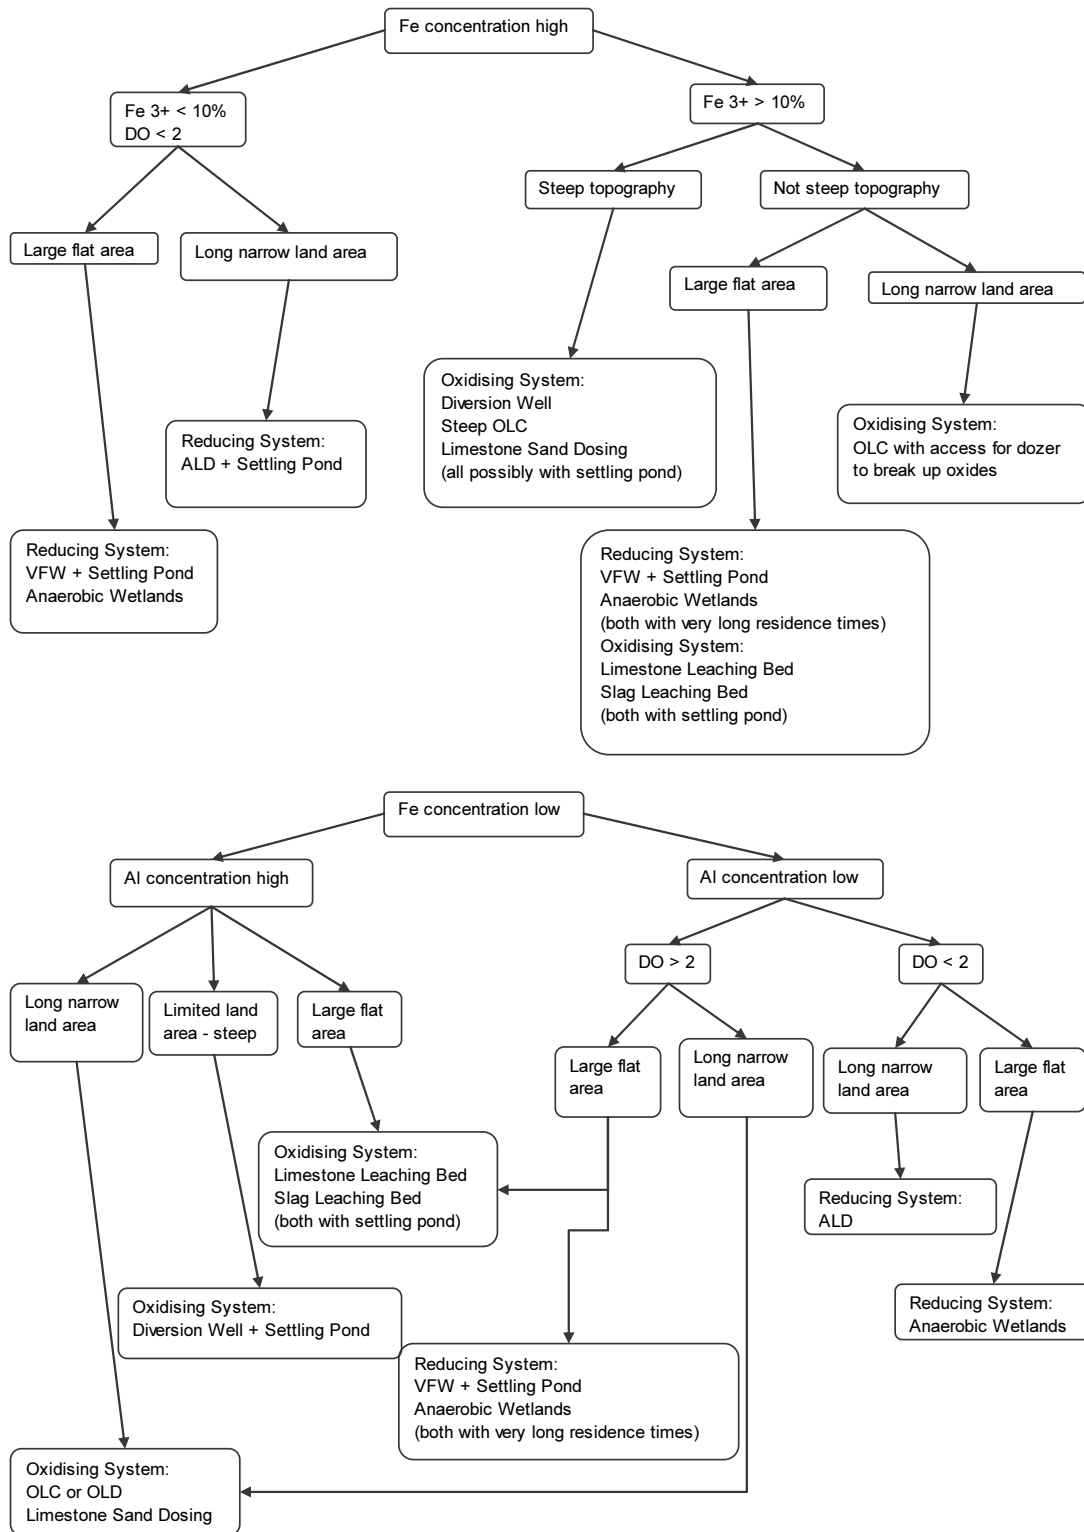 Fe concentration high
Fe 3+ < 10%
DO < 2
Fe 3+ > 10%
Steep topography
Not steep topography
Large flat area
Long narrow land area
Large flat area
Long narrow land area
Oxidising System:
Diversion Well
Steep OLC
Limestone Sand Dosing
(all possibly with settling pond)
Oxidising System:
OLC with access for dozer
to break up oxides
Reducing System:
ALD + Settling Pond
Reducing System:
VFW + Settling Pond
Anaerobic Wetlands
Reducing System:
VFW + Settling Pond
Anaerobic Wetlands
(both with very long residence times)
Oxidising System:
Limestone Leaching Bed
Slag Leaching Bed
(both with settling pond)
Fe concentration low
Al concentration high
Al concentration low
DO > 2
DO < 2
Long narrow
land area
Limited land
area - steep
Large flat
area
Large flat
area
Long narrow
land area
Long narrow
land area
Large flat
area
Oxidising System:
Limestone Leaching Bed
Slag Leaching Bed
(both with settling pond)
Reducing System:
ALD
Oxidising System:
Diversion Well + Settling Pond
Reducing System:
Anaerobic Wetlands
Reducing System:
VFW + Settling Pond
Anaerobic Wetlands
(both with very long residence times)
Oxidising System:
OLC or OLD
Limestone Sand Dosing